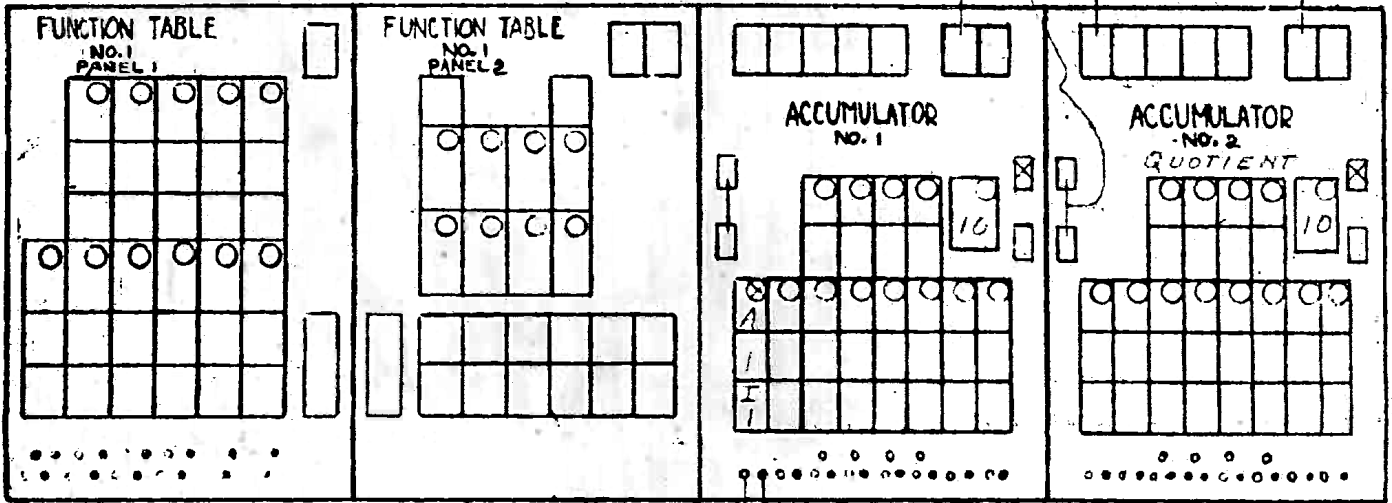 FUNCTION TABLE
NO.1
PANEL 1
FUNCTION TABLE
NO.1
PANEL 2
ACCUMULATOR
NO. 1
10
A
1
I
1
ACCUMULATOR
NO. 2
QUOTIENT
10